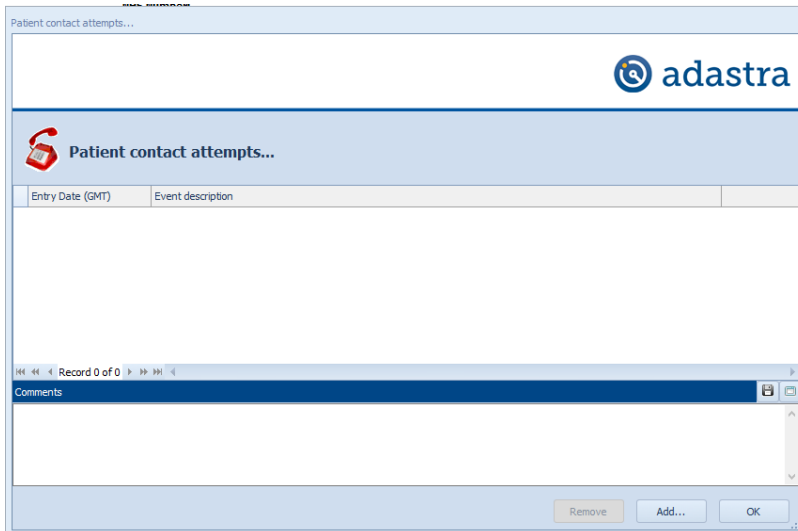 Patient contact attempts...
adastra
Patient contact attempts...
Entry Date (GMT) Event description
Record 0 of 0
Comments
Remove Add... OK